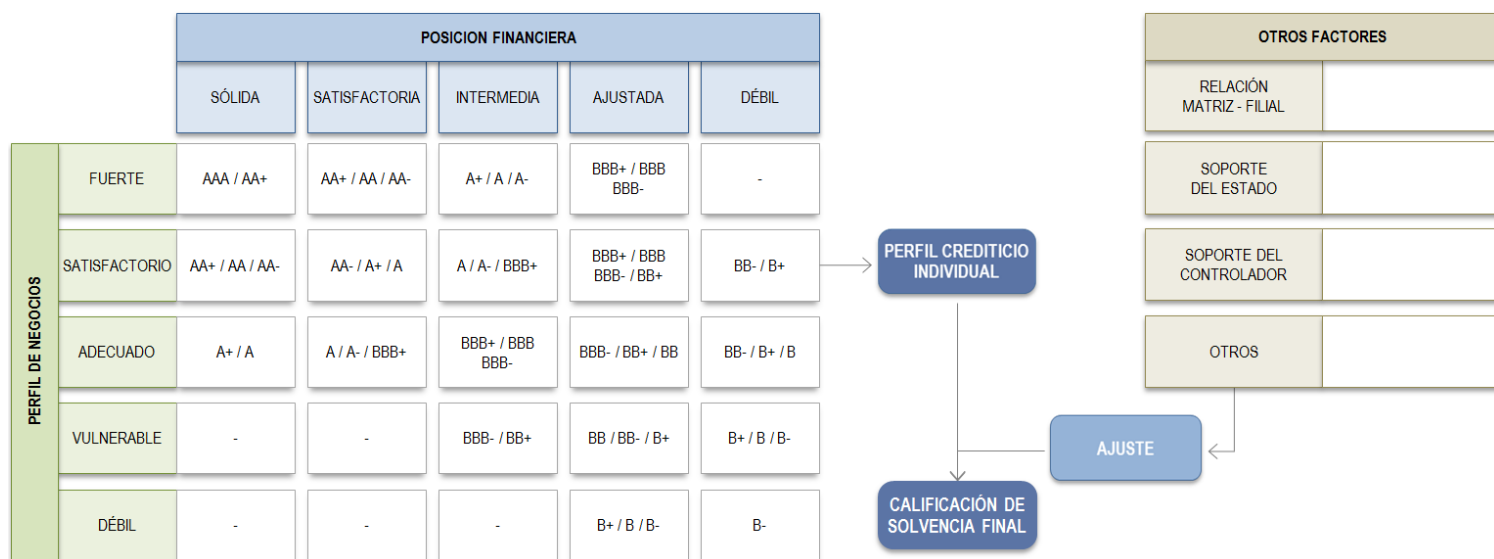 POSICION FINANCIERA
SÓLIDA
SATISFACTORIA
INTERMEDIA
AJUSTADA
DÉBIL
PERFIL DE NEGOCIOS
FUERTE
AAA / AA+
AA+ / AA / AA-
A+ / A / A-
BBB+ / BBB
BBB-
-
SATISFACTORIO
AA+ / AA / AA-
AA- / A+ / A
A / A- / BBB+
BBB+ / BBB
BBB- / BB+
BB- / B+
ADECUADO
A+ / A
A / A- / BBB+
BBB+ / BBB
BBB-
BBB- / BB+ / BB
BB- / B+ / B
VULNERABLE
-
-
BBB- / BB+
BB / BB- / B+
B+ / B / B-
DÉBIL
-
-
-
B+ / B / B-
B-
PERFIL CREDITICIO
INDIVIDUAL
CALIFICACIÓN DE
SOLVENCIA FINAL
AJUSTE
OTROS FACTORES
RELACIÓN
MATRIZ - FILIAL
SOPORTE
DEL ESTADO
SOPORTE DEL
CONTROLADOR
OTROS